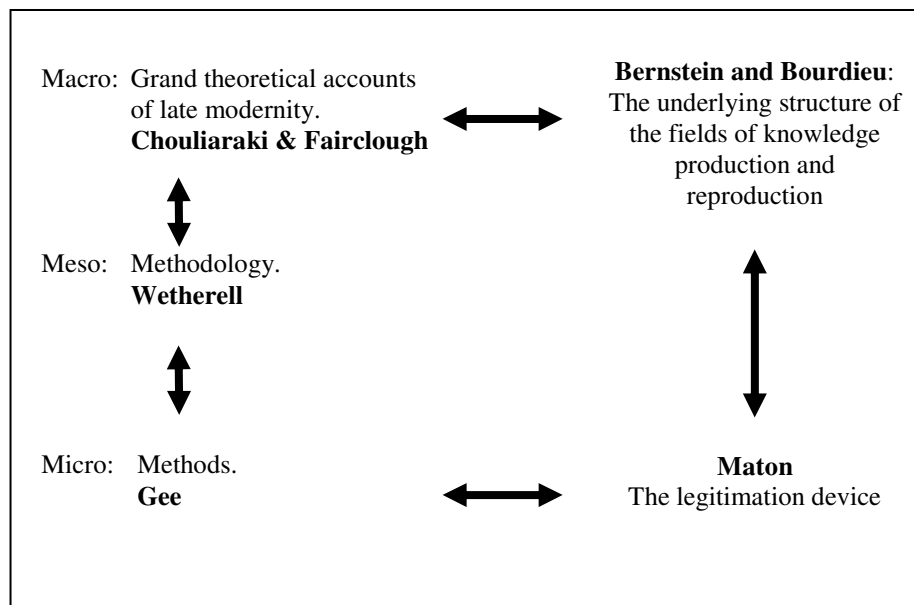 Macro: Grand theoretical accounts
of late modernity.
Chouliaraki & Fairclough
Bernstein and Bourdieu:
The underlying structure of
the fields of knowledge
production and
reproduction
Meso: Methodology.
Wetherell
Micro: Methods.
Gee
Maton
The legitimation device